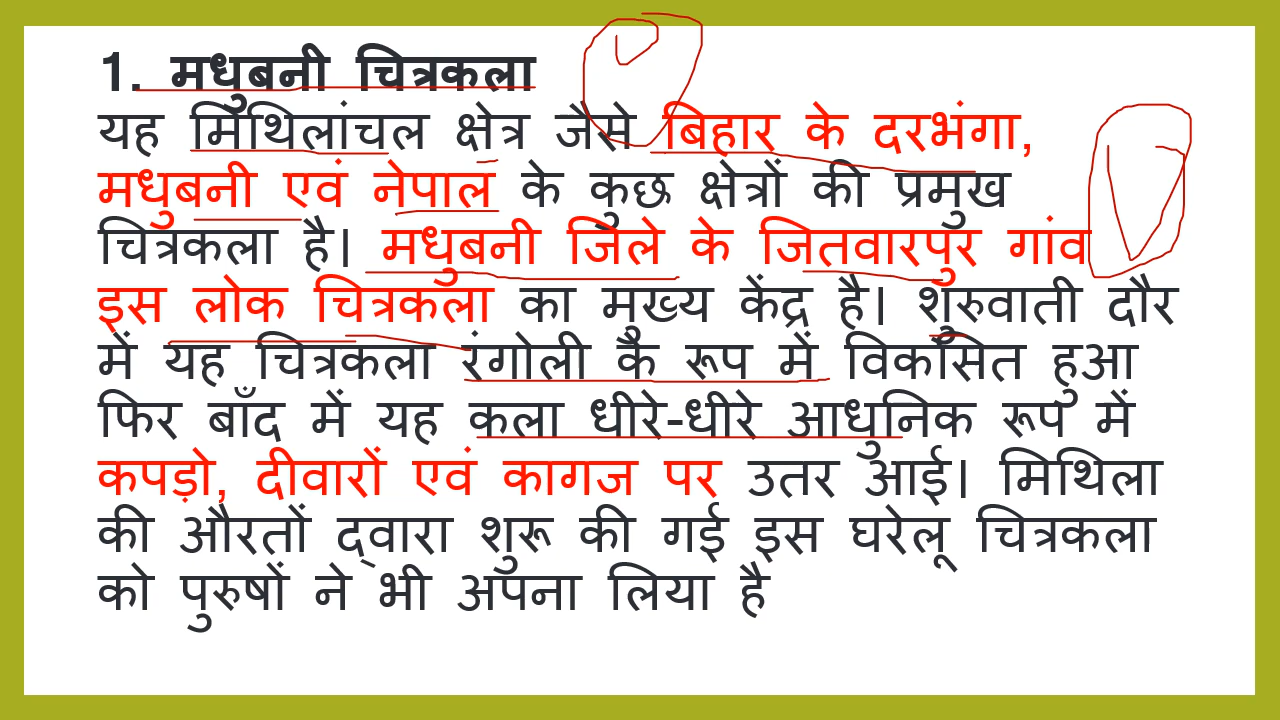 1. मधुबनी चित्रकला
यह मिथिलांचल क्षेत्र जैसे बिहार के दरभंगा,
मधुबनी एवं नेपाल के कुछ क्षेत्रों की प्रमुख
चित्रकला है। मधुबनी जिले के जितवारपुर गांव
इस लोक चित्रकला का मुख्य केंद्र है। शुरुवाती दौर
में यह चित्रकला रंगोली के रूप में विकसित हुआ
फिर बाँद में यह कला धीरे-धीरे आधुनिक रूप में
कपड़ो, दीवारों एवं कागज पर उतर आई। मिथिला
की औरतों द्वारा शुरू की गई इस घरेलू चित्रकला
को पुरुषों ने भी अपना लिया है